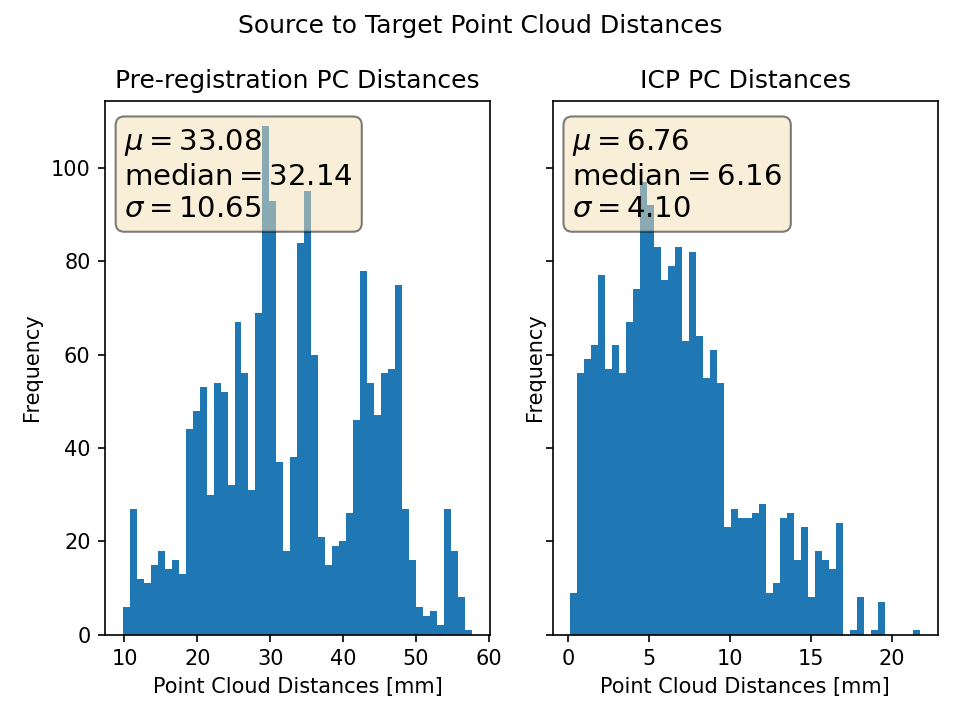 Source to Target Point Cloud Distances
Pre-registration PC Distances
μ = 33.08
median = 32.14
σ = 10.65
Frequency
100
80
60
40
20
0
10 20 30 40 50 60
Point Cloud Distances [mm]
ICP PC Distances
μ = 6.76
median = 6.16
σ = 4.10
Frequency
0 5 10 15 20
Point Cloud Distances [mm]